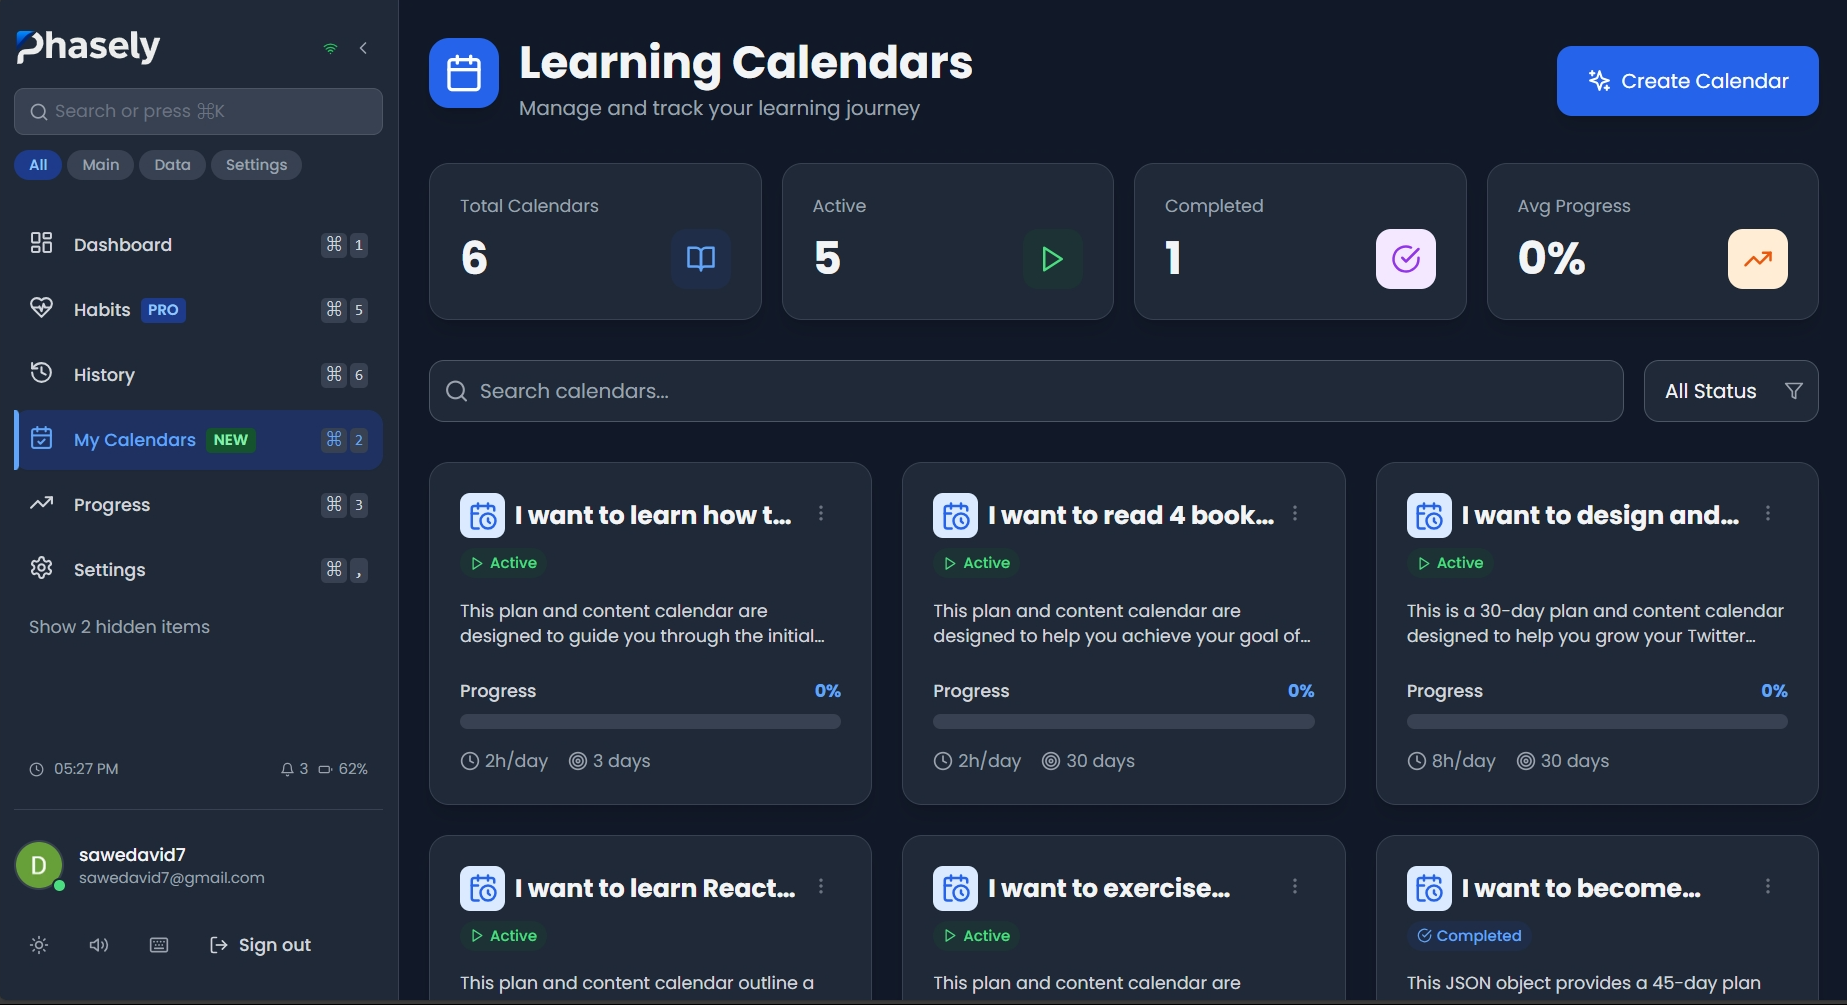 Phasely
Search or press ⌘K
All Main Data Settings
Dashboard ⌘ 1
Habits PRO ⌘ 5
History ⌘ 6
My Calendars NEW ⌘ 2
Progress ⌘ 3
Settings ⌘ ,
Show 2 hidden items
05:27 PM 3 62%
D
sawedavid7
sawedavid7@gmail.com
Sign out
Learning Calendars
Manage and track your learning journey
Create Calendar
Total Calendars
6
Active
5
Completed
1
Avg Progress
0%
Search calendars...
All Status
I want to learn how t...
Active
This plan and content calendar are
designed to guide you through the initial...
Progress 0%
2h/day 3 days
I want to read 4 book...
Active
This plan and content calendar are
designed to help you achieve your goal of...
Progress 0%
2h/day 30 days
I want to design and...
Active
This is a 30-day plan and content calendar
designed to help you grow your Twitter...
Progress 0%
8h/day 30 days
I want to learn React...
Active
This plan and content calendar outline a
I want to exercise...
Active
This plan and content calendar are
I want to become...
Completed
This JSON object provides a 45-day plan